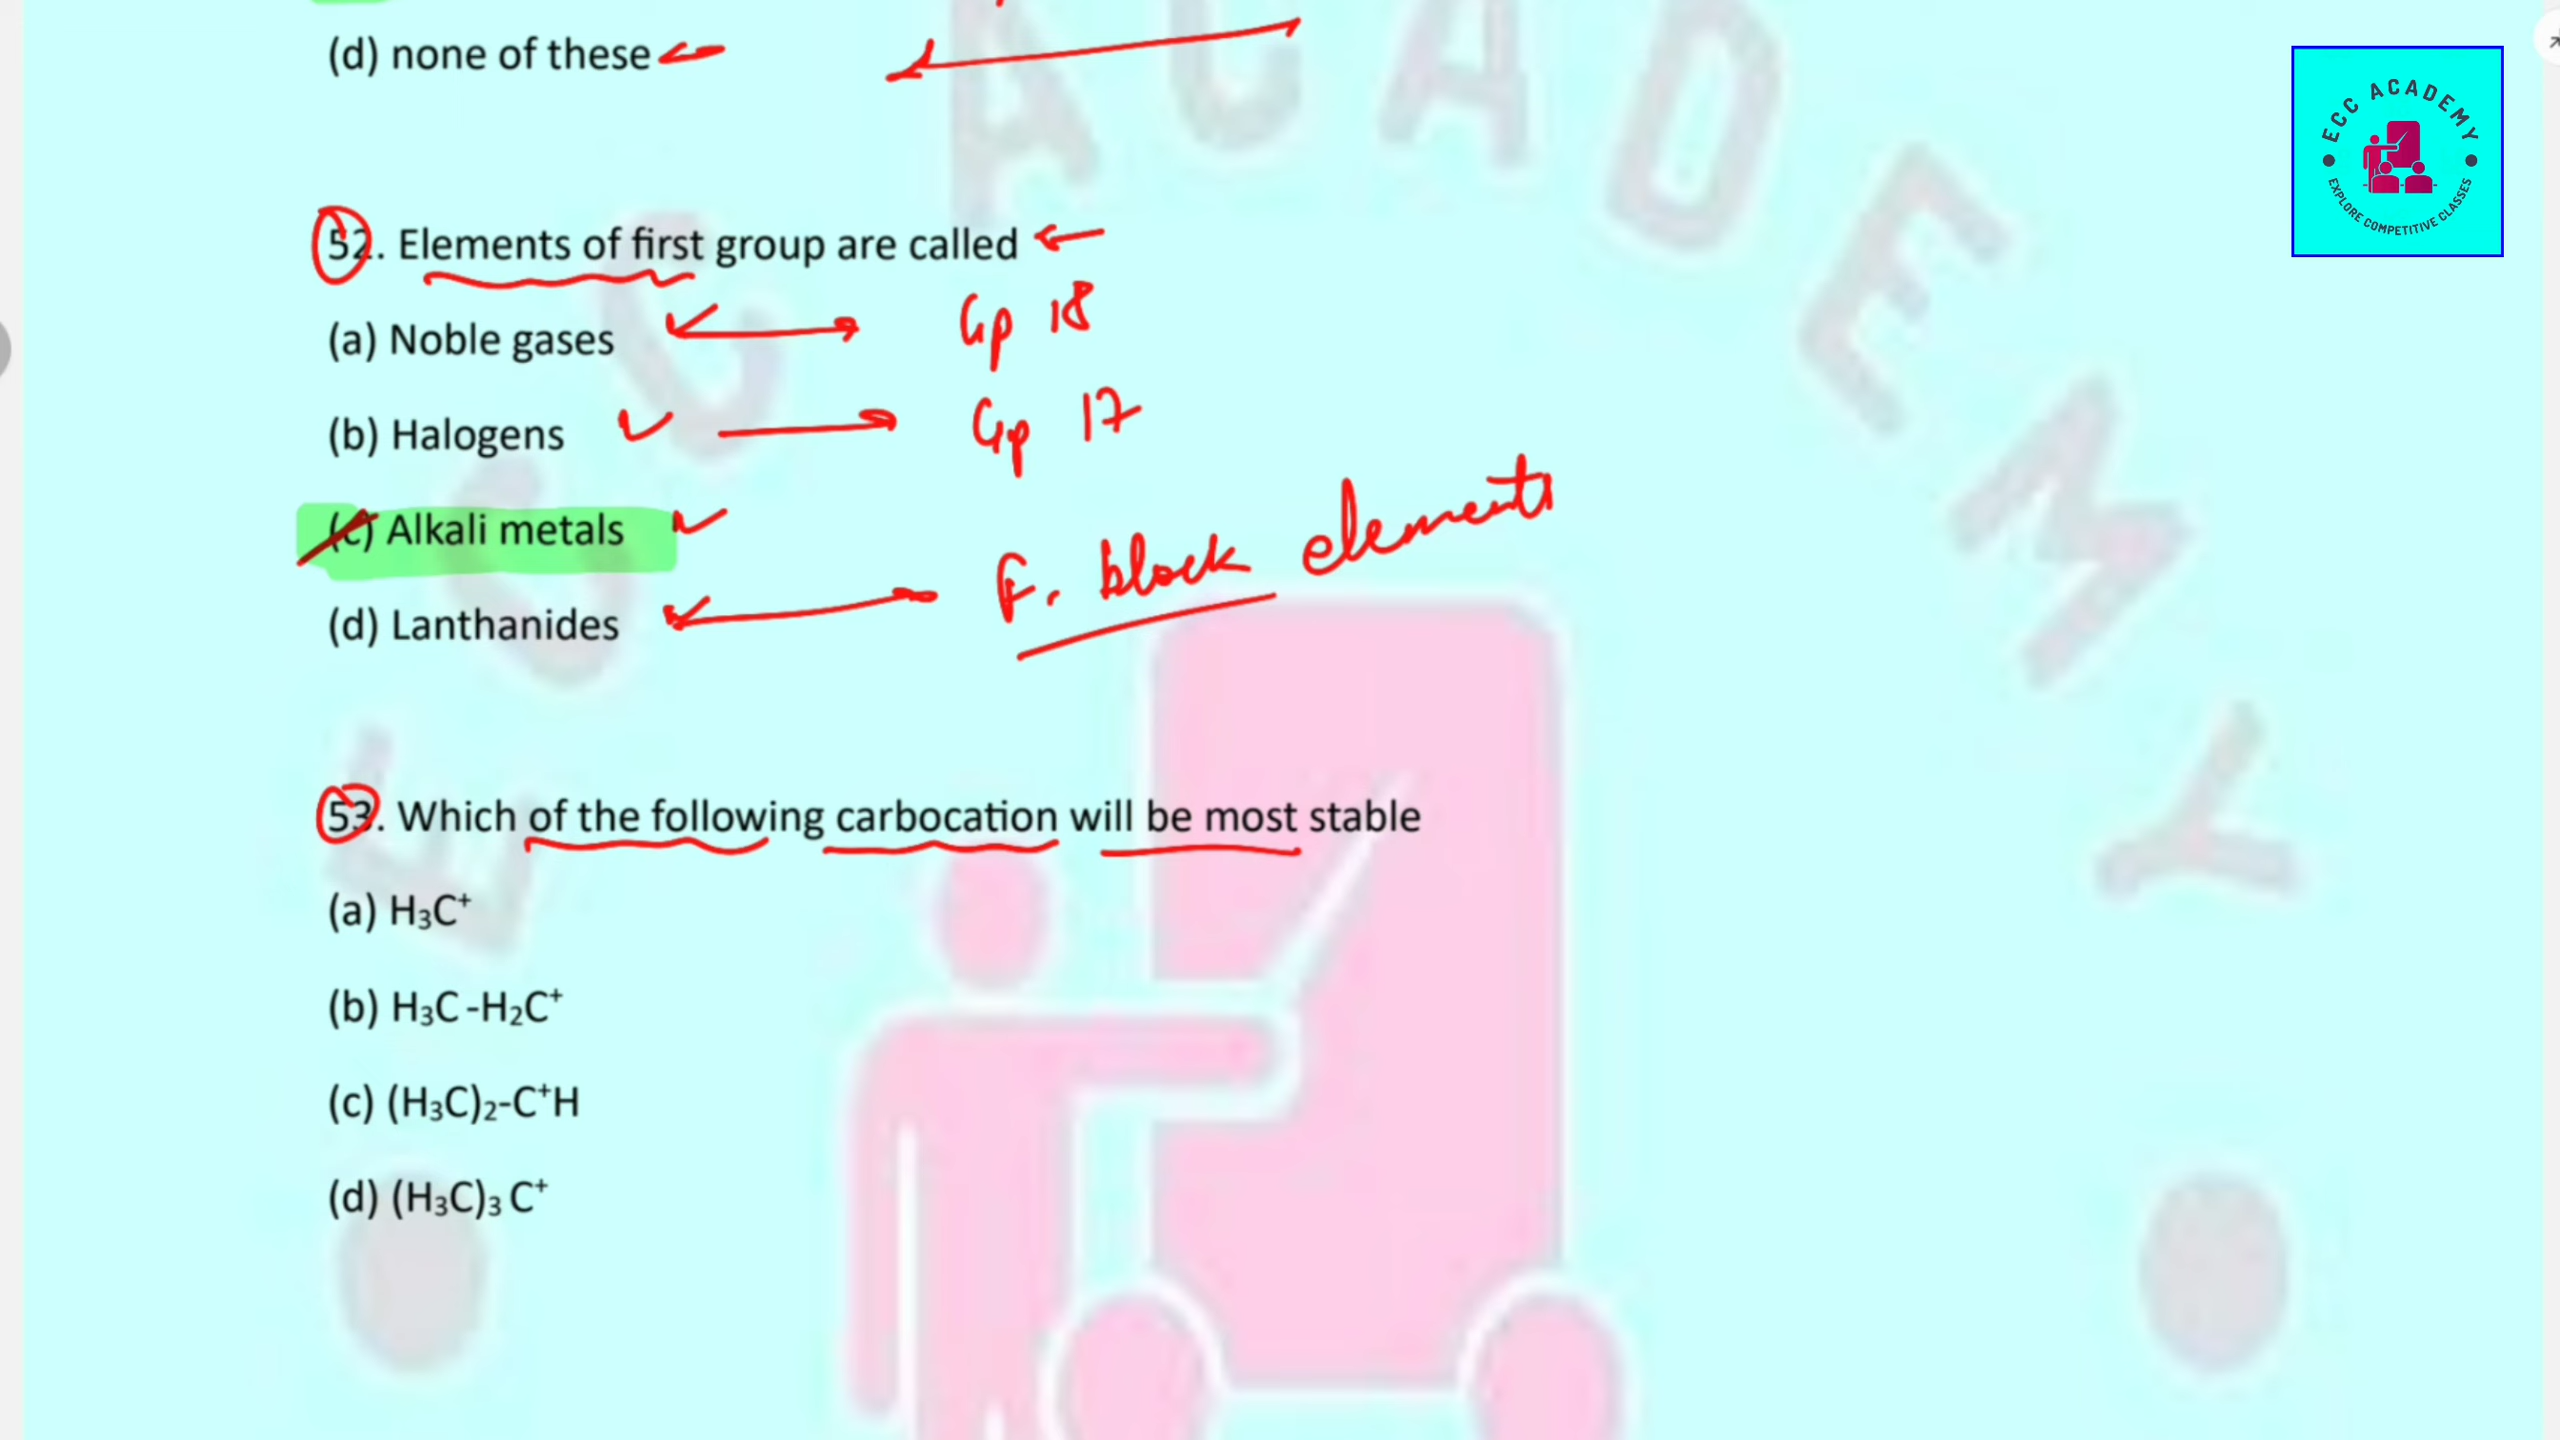 (d) none of these
ECC ACADEMY
EXPLORE COMPETITIVE CLASSES
52. Elements of first group are called
(a) Noble gases Gp 18
(b) Halogens Gp 17
(c) Alkali metals
(d) Lanthanides F. block elements
53. Which of the following carbocation will be most stable
(a) H₃C⁺
(b) H₃C -H₂C⁺
(c) (H₃C)₂-C⁺H
(d) (H₃C)₃ C⁺
ECC ACADEMY